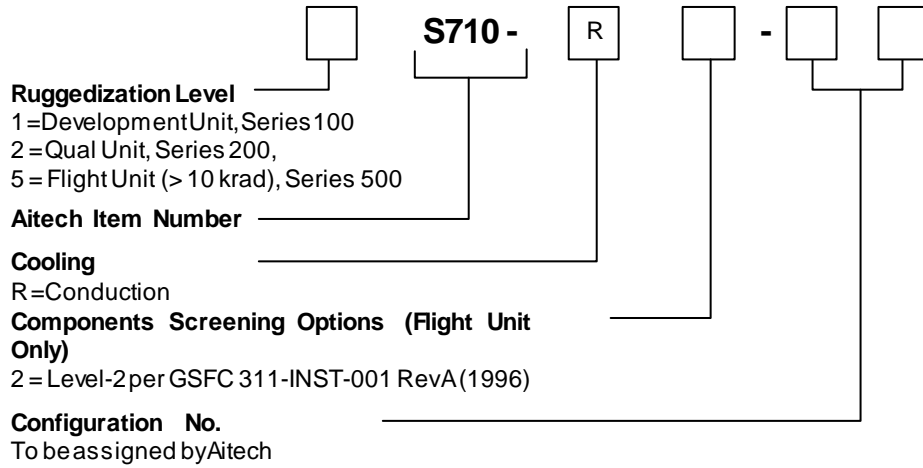 S710 - R -
Ruggedization Level
1=Development Unit, Series 100
2 = Qual Unit, Series 200,
5 = Flight Unit (> 10 krad), Series 500
Aitech Item Number
Cooling
R=Conduction
Components Screening Options (Flight Unit
Only)
2 = Level-2 per GSFC 311-INST-001 RevA (1996)
Configuration No.
To be assigned by Aitech